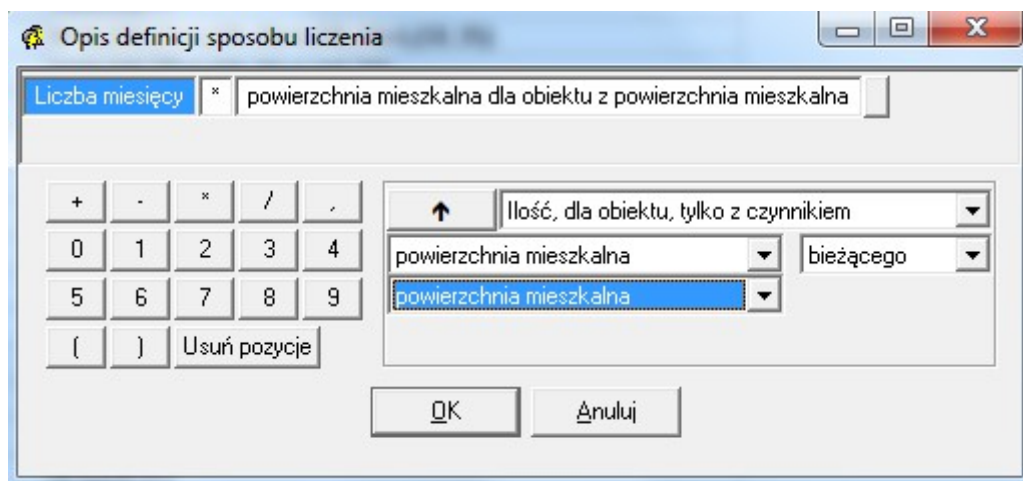 Opis definicji sposobu liczenia
Liczba miesięcy * powierzchnia mieszkalna dla obiektu z powierzchnia mieszkalna
+ - * / ,
Ilość, dla obiektu, tylko z czynnikiem
0 1 2 3 4
powierzchnia mieszkalna bieżącego
5 6 7 8 9
powierzchnia mieszkalna
( ) Usuń pozycje
OK Anuluj